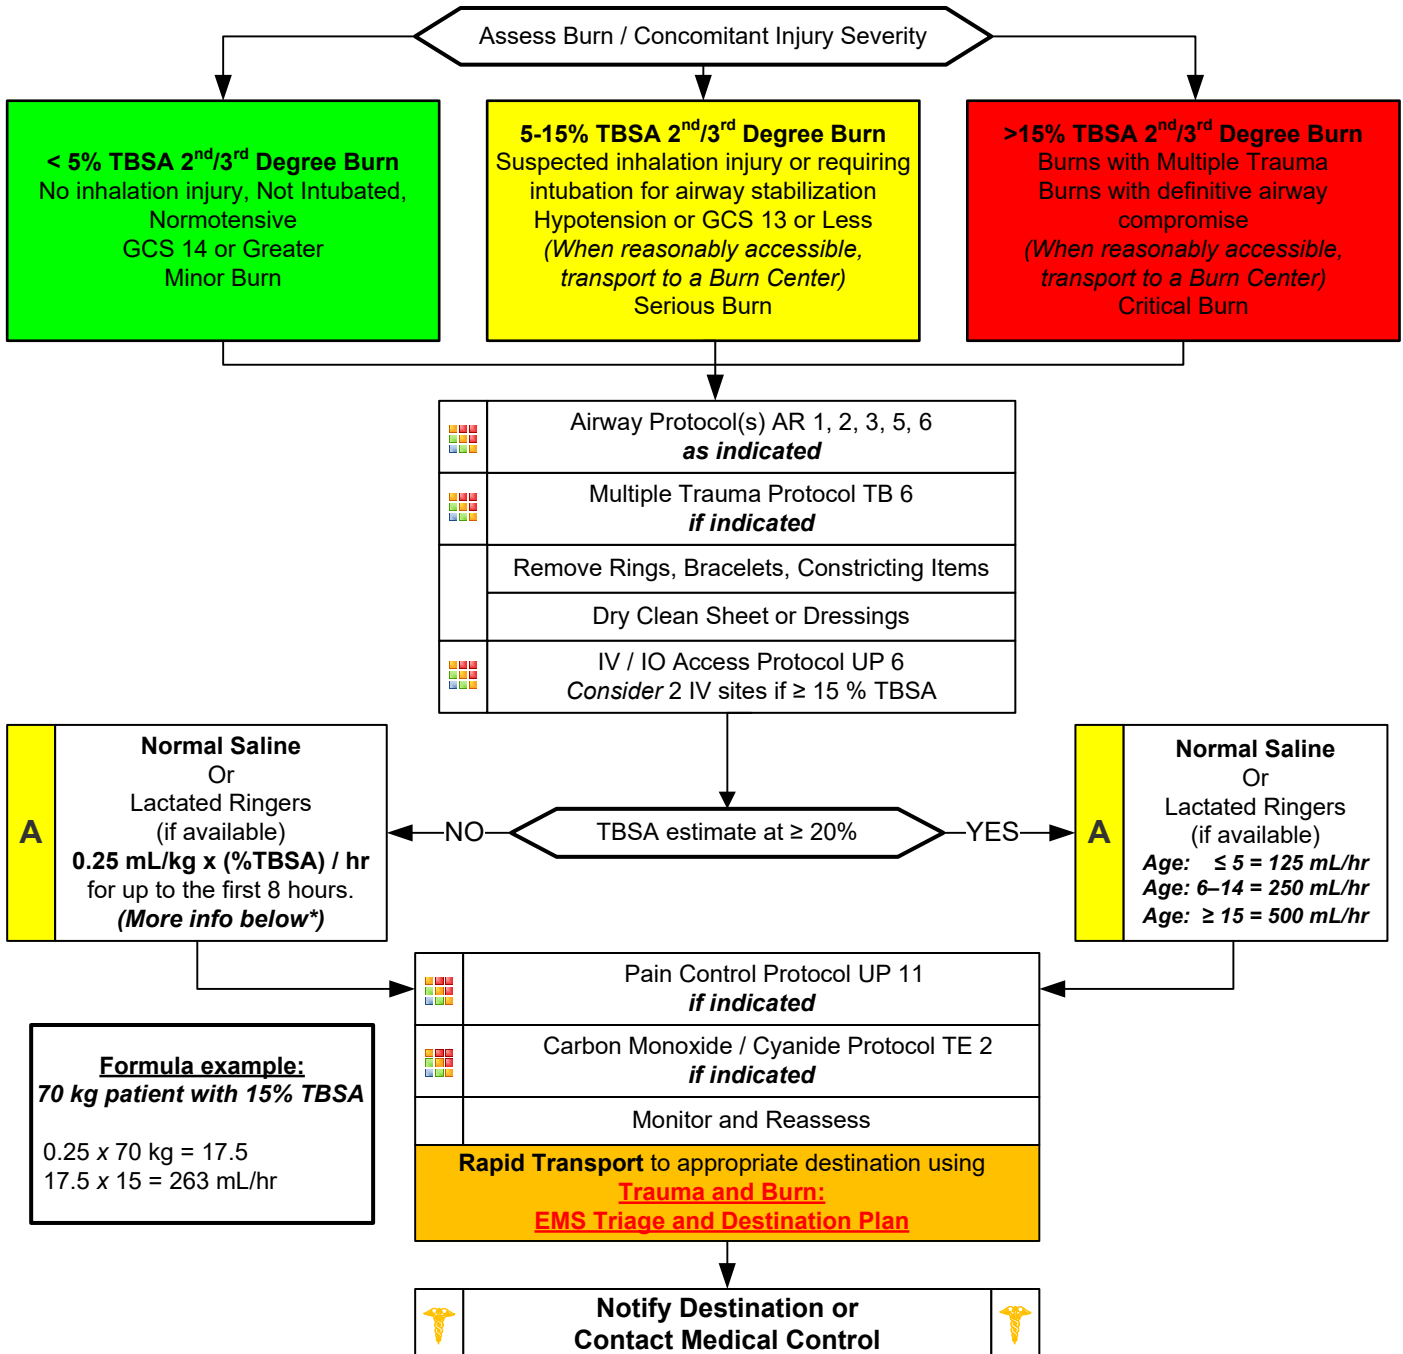 Assess Burn / Concomitant Injury Severity
< 5% TBSA 2nd/3rd Degree Burn
No inhalation injury, Not Intubated,
Normotensive
GCS 14 or Greater
Minor Burn
5-15% TBSA 2nd/3rd Degree Burn
Suspected inhalation injury or requiring
intubation for airway stabilization
Hypotension or GCS 13 or Less
(When reasonably accessible,
transport to a Burn Center)
Serious Burn
>15% TBSA 2nd/3rd Degree Burn
Burns with Multiple Trauma
Burns with definitive airway
compromise
(When reasonably accessible,
transport to a Burn Center)
Critical Burn
Airway Protocol(s) AR 1, 2, 3, 5, 6
as indicated
Multiple Trauma Protocol TB 6
if indicated
Remove Rings, Bracelets, Constricting Items
Dry Clean Sheet or Dressings
IV / IO Access Protocol UP 6
Consider 2 IV sites if ≥ 15 % TBSA
A
Normal Saline
Or
Lactated Ringers
(if available)
0.25 mL/kg x (%TBSA) / hr
for up to the first 8 hours.
(More info below*)
NO
TBSA estimate at ≥ 20%
YES
A
Normal Saline
Or
Lactated Ringers
(if available)
Age: ≤ 5 = 125 mL/hr
Age: 6–14 = 250 mL/hr
Age: ≥ 15 = 500 mL/hr
Pain Control Protocol UP 11
if indicated
Carbon Monoxide / Cyanide Protocol TE 2
if indicated
Monitor and Reassess
Rapid Transport to appropriate destination using
Trauma and Burn:
EMS Triage and Destination Plan
Formula example:
70 kg patient with 15% TBSA
0.25 x 70 kg = 17.5
17.5 x 15 = 263 mL/hr
Notify Destination or
Contact Medical Control